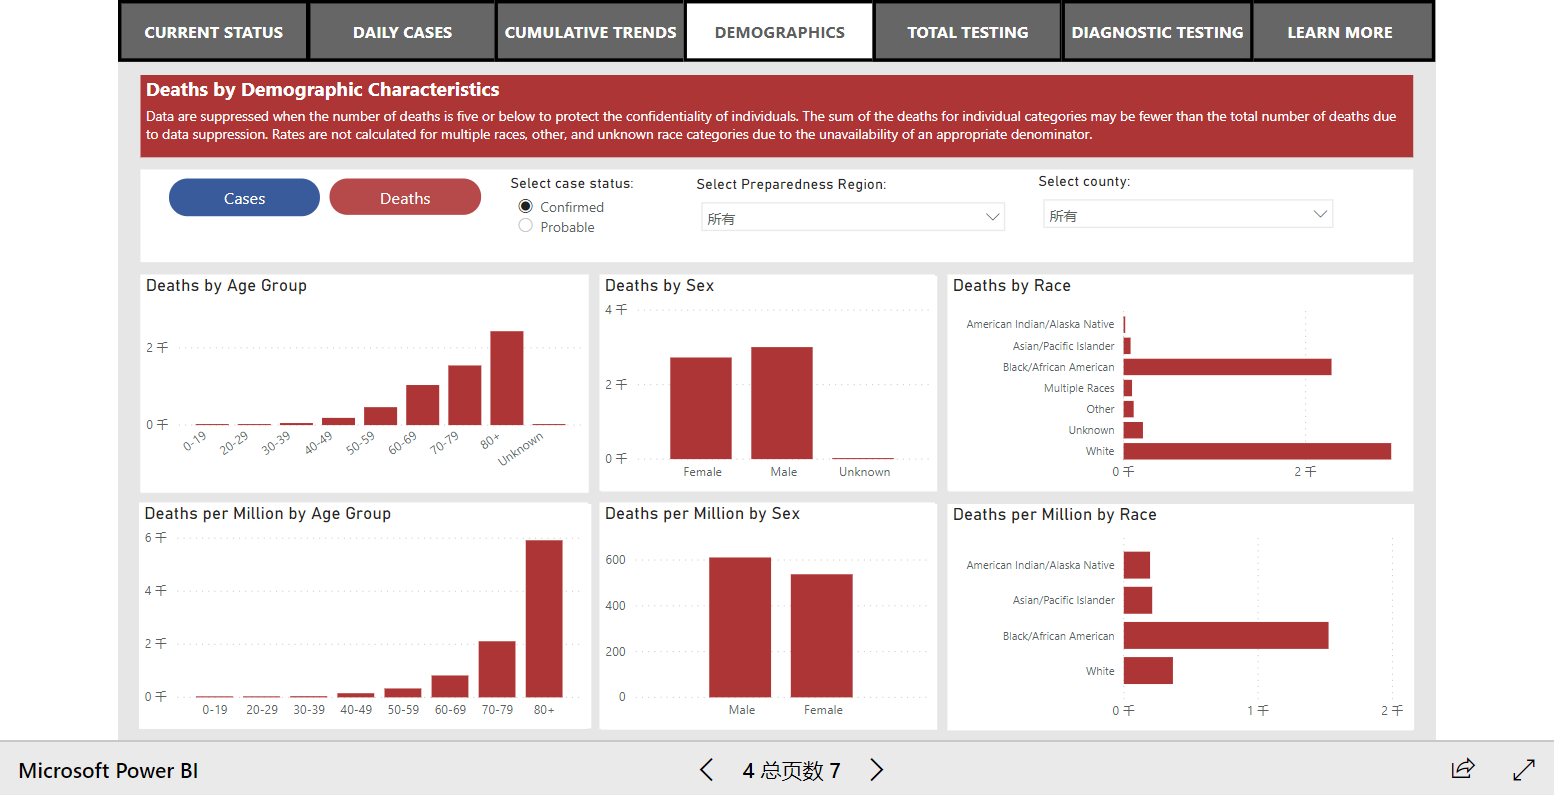 CURRENT STATUS
DAILY CASES
CUMULATIVE TRENDS
DEMOGRAPHICS
TOTAL TESTING
DIAGNOSTIC TESTING
LEARN MORE
Deaths by Demographic Characteristics
Data are suppressed when the number of deaths is five or below to protect the confidentiality of individuals. The sum of the deaths for individual categories may be fewer than the total number of deaths due
to data suppression. Rates are not calculated for multiple races, other, and unknown race categories due to the unavailability of an appropriate denominator.
Cases
Deaths
Select case status:
Confirmed
Probable
Select Preparedness Region:
所有
Select county:
所有
Deaths by Age Group
2 千
0 千
0-19
20-29
30-39
40-49
50-59
60-69
70-79
80+
Unknown
Deaths by Sex
4 千
2 千
0 千
Female
Male
Unknown
Deaths by Race
American Indian/Alaska Native
Asian/Pacific Islander
Black/African American
Multiple Races
Other
Unknown
White
0 千
2 千
Deaths per Million by Age Group
6 千
4 千
2 千
0 千
0-19
20-29
30-39
40-49
50-59
60-69
70-79
80+
Deaths per Million by Sex
600
400
200
0
Male
Female
Deaths per Million by Race
American Indian/Alaska Native
Asian/Pacific Islander
Black/African American
White
0 千
1 千
2 千
Microsoft Power BI
4 总页数 7